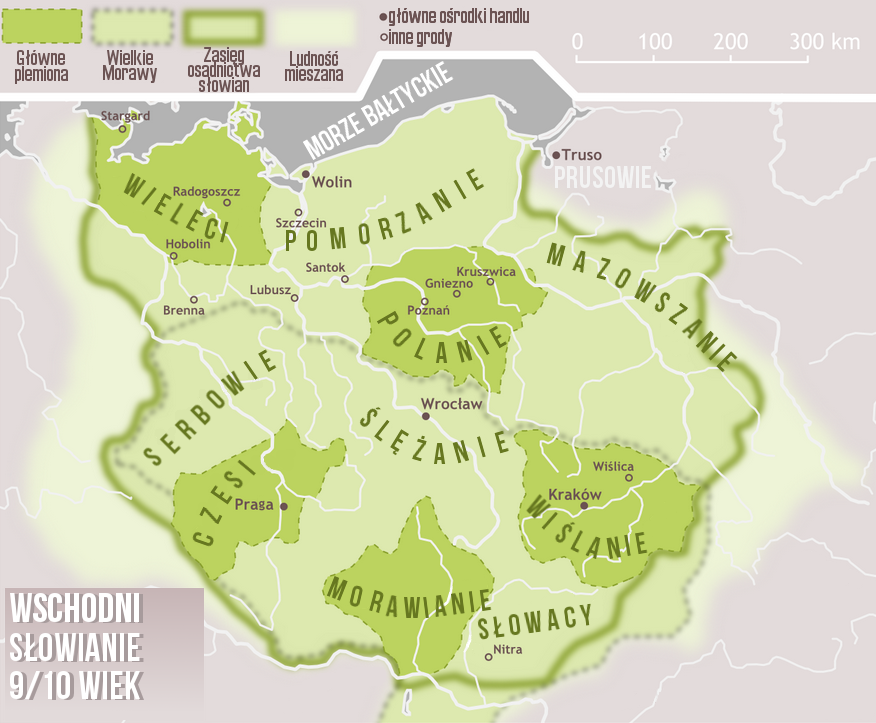 Główne
plemiona
Wielkie
Morawy
Zasięg
osadnictwa
słowian
Ludność
mieszana
główne ośrodki handlu
inne grody
0 100 200 300 km
MORZE BAŁTYCKIE
Stargard
Truso
PRUSOWIE
Wolin
WIELECI
Radogoszcz
Szczecin
POMORZANIE
Hobolin
MAZOWSZANIE
Santok
Kruszwica
Gniezno
Lubusz
Brenna
Poznań
POLANIE
SERBOWIE
Wrocław
ŚLĘŻANIE
CZESI
Praga
Wiślica
Kraków
WIŚLANIE
MORAWIANIE
SŁOWACY
Nitra
WSCHODNI
SŁOWIANIE
9/10 WIEK